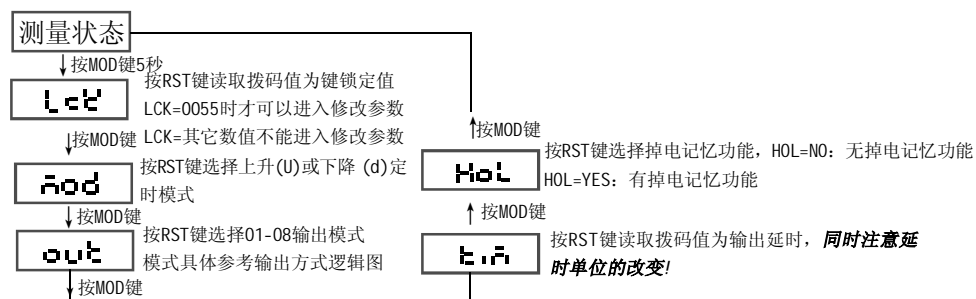 测量状态
按MOD键5秒
Lck
按RST键读取拨码值为键锁定值
LCK=0055时才可以进入修改参数
LCK=其它数值不能进入修改参数
按MOD键
mod
按RST键选择上升(U)或下降 (d)定
时模式
按MOD键
out
按RST键选择01-08输出模式
模式具体参考输出方式逻辑图
按MOD键
按MOD键
HoL
按RST键选择掉电记忆功能，HOL=NO：无掉电记忆功能
HOL=YES：有掉电记忆功能
按MOD键
tim
按RST键读取拨码值为输出延时，同时注意延
时单位的改变!